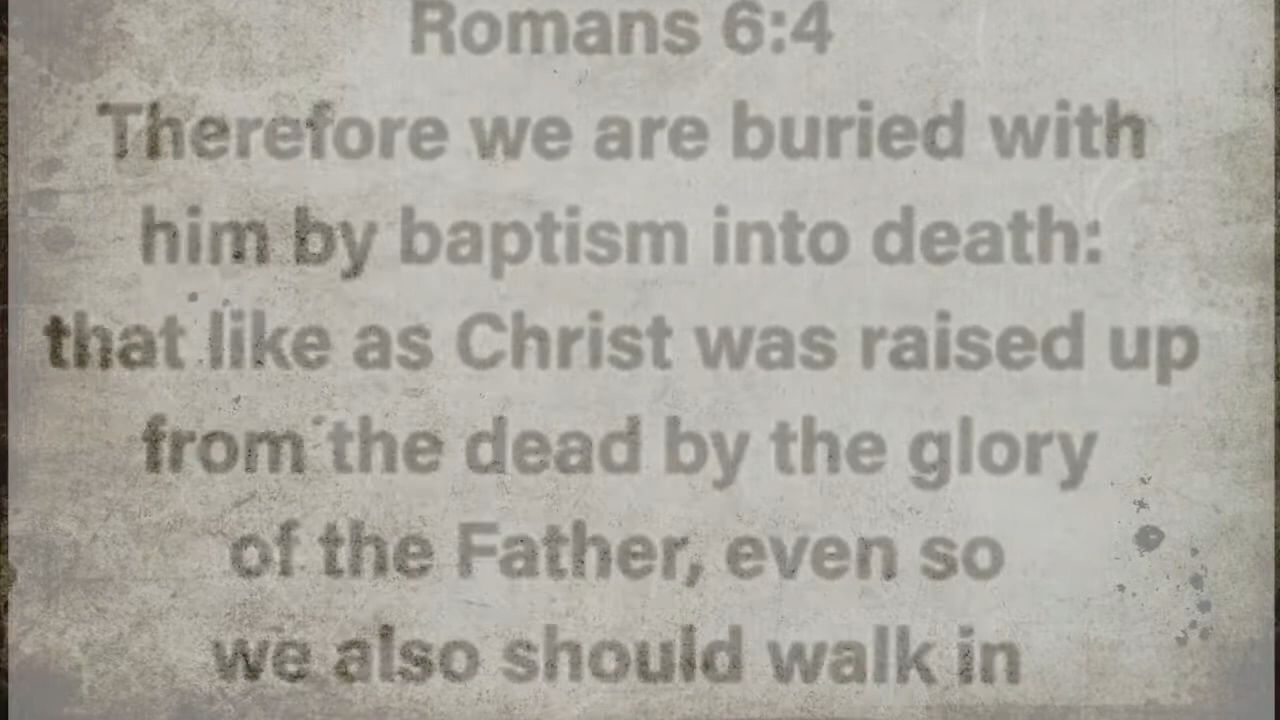 Romans 6:4
Therefore we are buried with
him by baptism into death:
that like as Christ was raised up
from the dead by the glory
of the Father, even so
we also should walk in